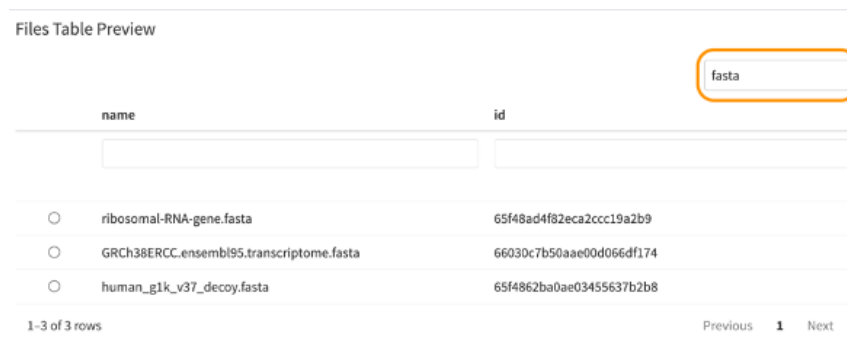 Files Table Preview
fasta
name id
ribosomal-RNA-gene.fasta 65f48ad4f82eca2ccc19a2b9
GRCh38ERCC.ensembl95.transcriptome.fasta 66030c7b50aae00d066df174
human_g1k_v37_decoy.fasta 65f4862ba0ae03455637b2b8
1–3 of 3 rows Previous 1 Next